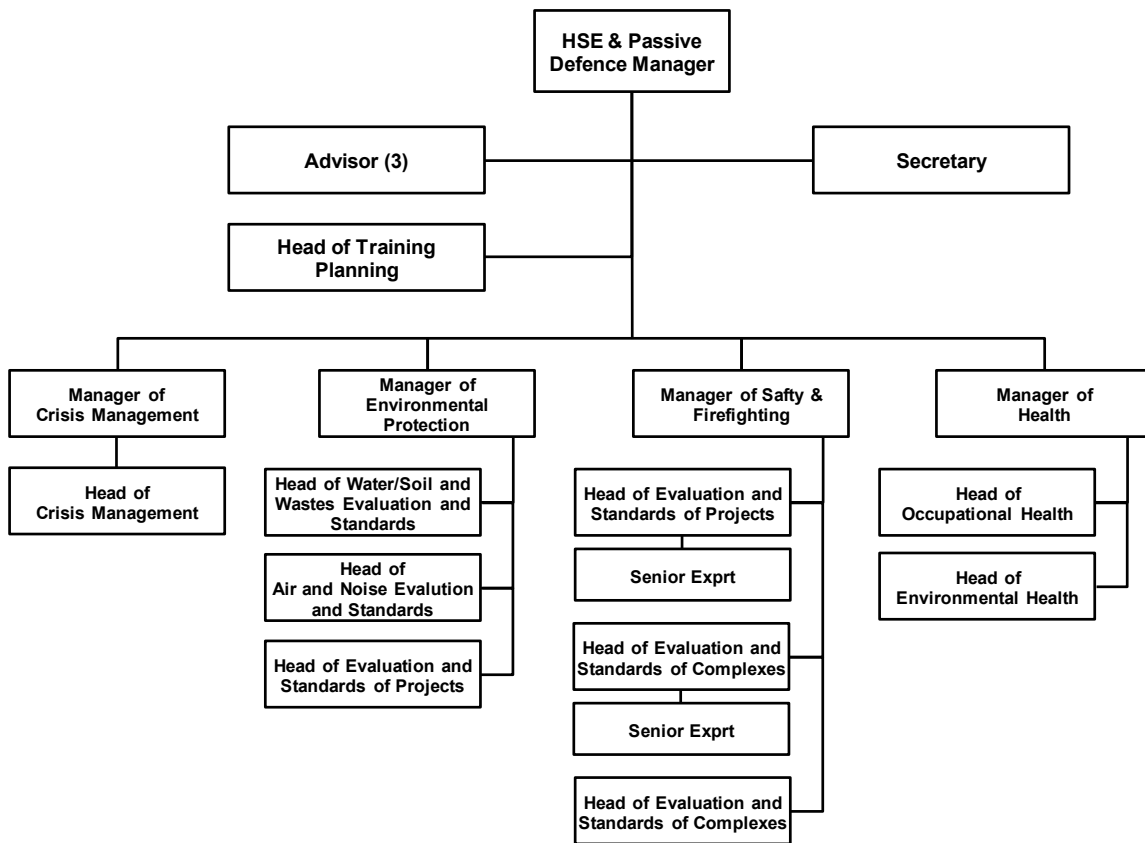 HSE & Passive
Defence Manager
Advisor (3)
Secretary
Head of Training
Planning
Manager of
Crisis Management
Manager of
Environmental
Protection
Manager of Safty &
Firefighting
Manager of
Health
Head of
Crisis Management
Head of Water/Soil and
Wastes Evaluation and
Standards
Head of
Air and Noise Evalution
and Standards
Head of Evaluation and
Standards of Projects
Head of Evaluation and
Standards of Projects
Senior Exprt
Head of Evaluation and
Standards of Complexes
Senior Exprt
Head of Evaluation and
Standards of Complexes
Head of
Occupational Health
Head of
Environmental Health